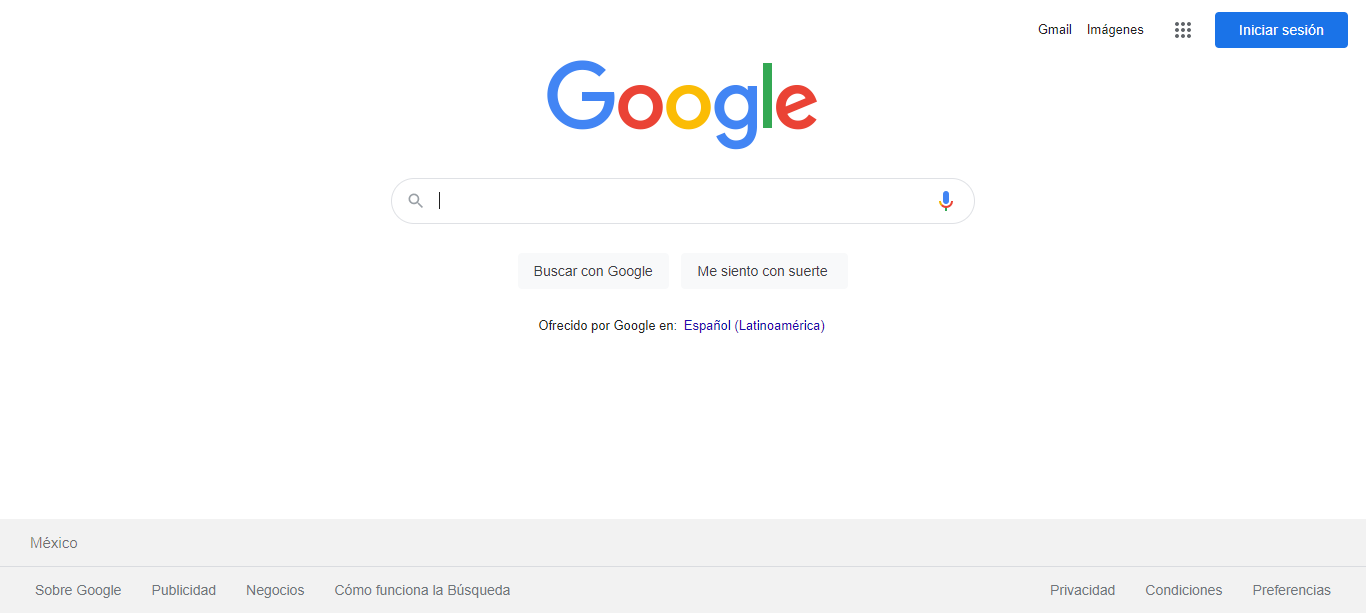 Gmail Imágenes Iniciar sesión
Google
Buscar con Google Me siento con suerte
Ofrecido por Google en: Español (Latinoamérica)
México
Sobre Google Publicidad Negocios Cómo funciona la Búsqueda Privacidad Condiciones Preferencias